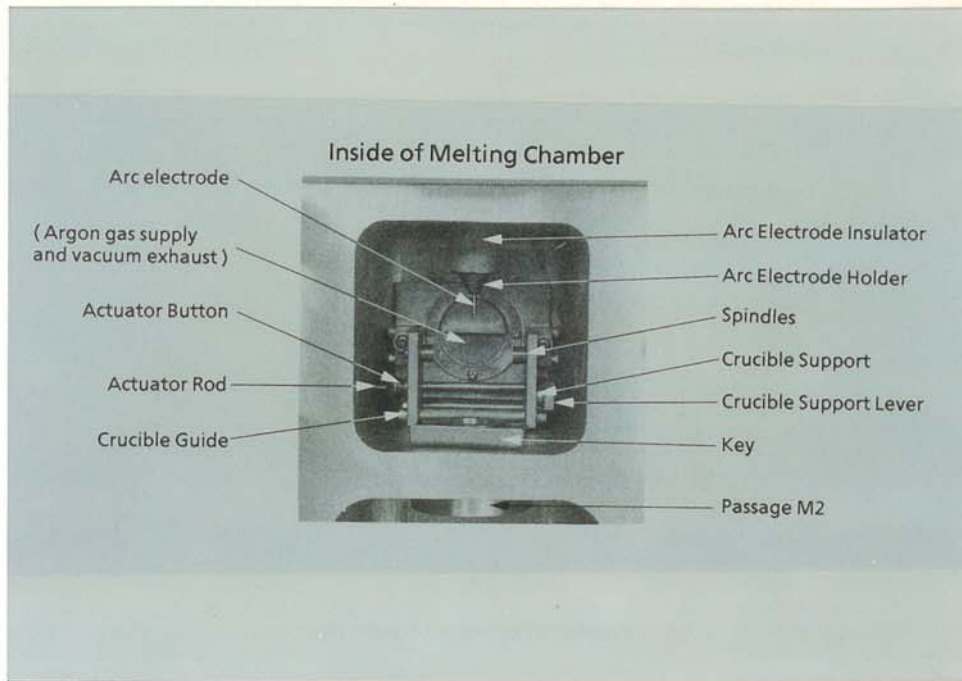 Inside of Melting Chamber
Arc electrode
( Argon gas supply
and vacuum exhaust )
Actuator Button
Actuator Rod
Crucible Guide
Arc Electrode Insulator
Arc Electrode Holder
Spindles
Crucible Support
Crucible Support Lever
Key
Passage M2